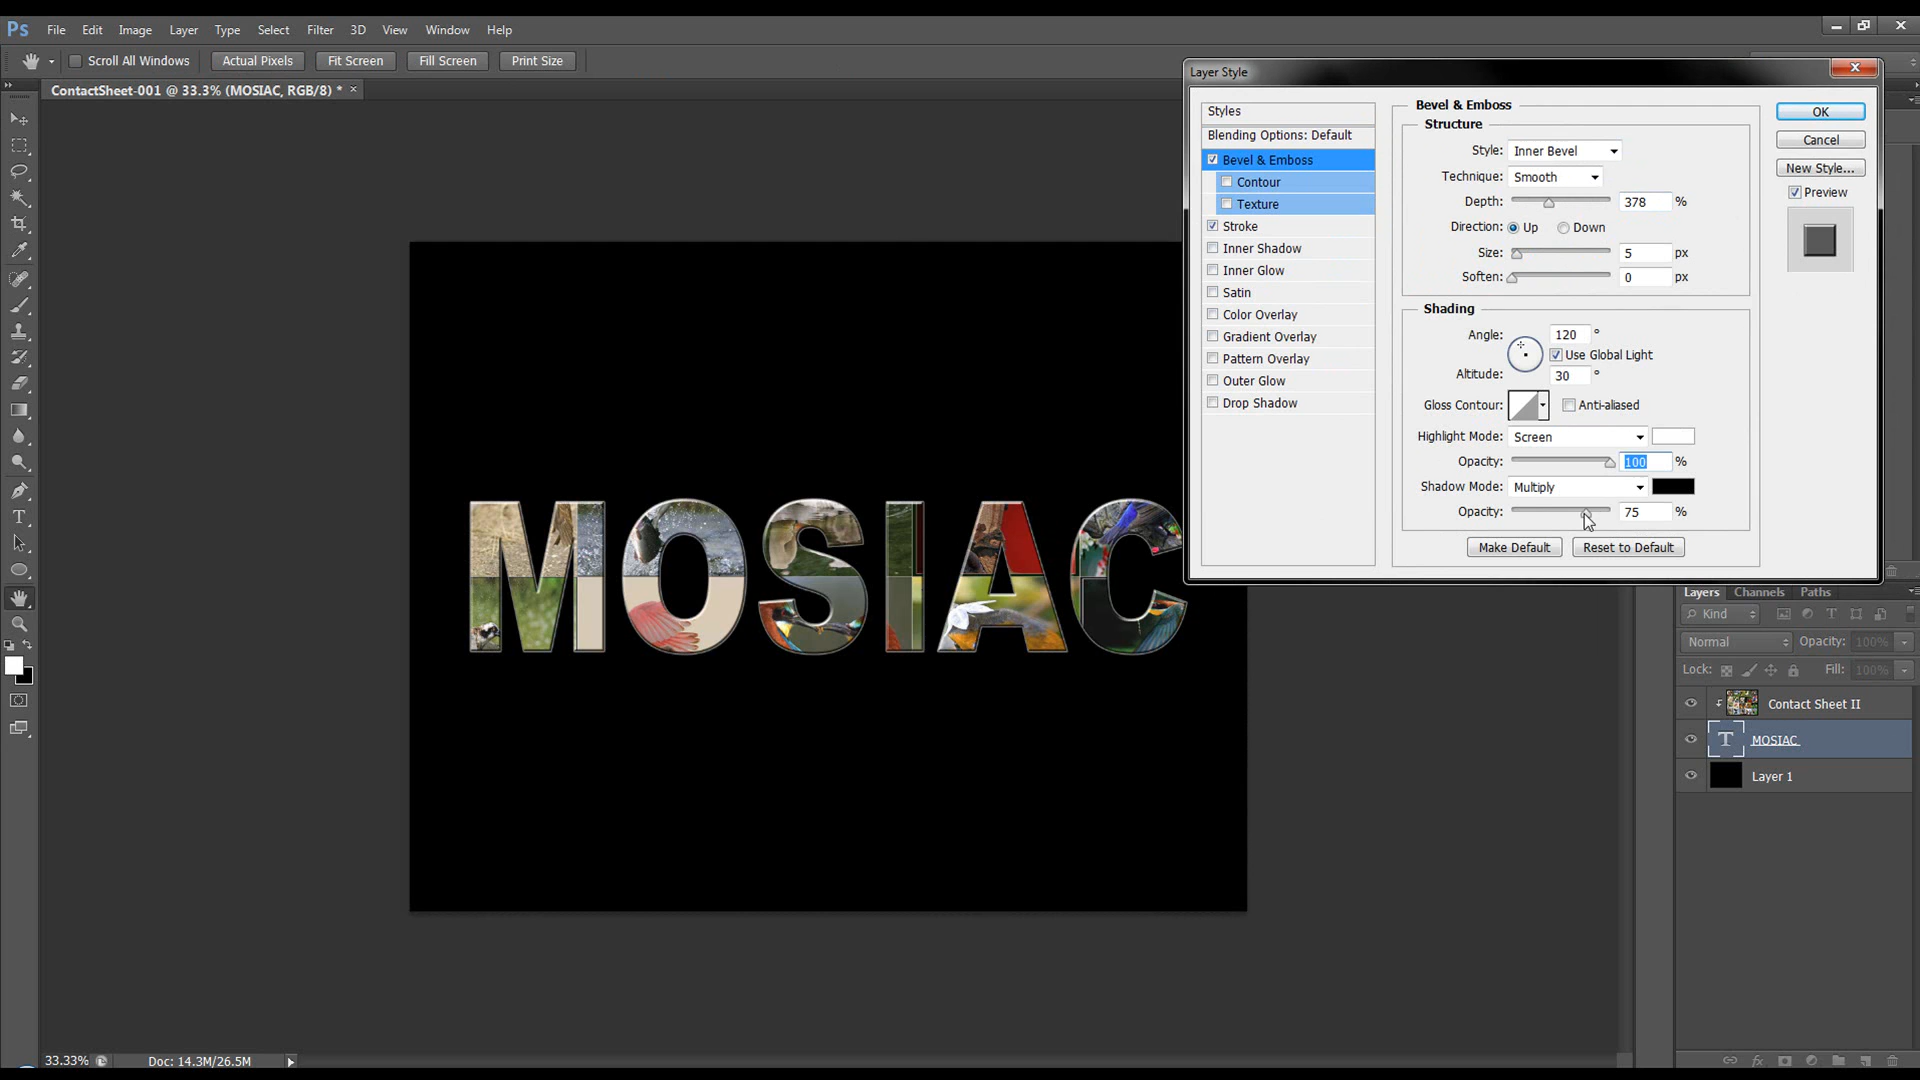 Ps File Edit Image Layer Type Select Filter 3D View Window Help
Scroll All Windows Actual Pixels Fit Screen Fill Screen Print Size
ContactSheet-001 @ 33.3% (MOSIAC, RGB/8) * ×
Layer Style
Styles
Blending Options: Default
Bevel & Emboss
Contour
Texture
Stroke
Inner Shadow
Inner Glow
Satin
Color Overlay
Gradient Overlay
Pattern Overlay
Outer Glow
Drop Shadow
Bevel & Emboss
Structure
Style: Inner Bevel
Technique: Smooth
Depth: 378 %
Direction: Up Down
Size: 5 px
Soften: 0 px
Shading
Angle: 120 °
Use Global Light
Altitude: 30 °
Gloss Contour: Anti-aliased
Highlight Mode: Screen
Opacity: 100 %
Shadow Mode: Multiply
Opacity: 75 %
Make Default Reset to Default
OK
Cancel
New Style...
Preview
MOSIAC
Layers Channels Paths
Kind
Normal Opacity: 100%
Lock: Fill: 100%
Contact Sheet II
T MOSIAC
Layer 1
33.33% Doc: 14.3M/26.5M